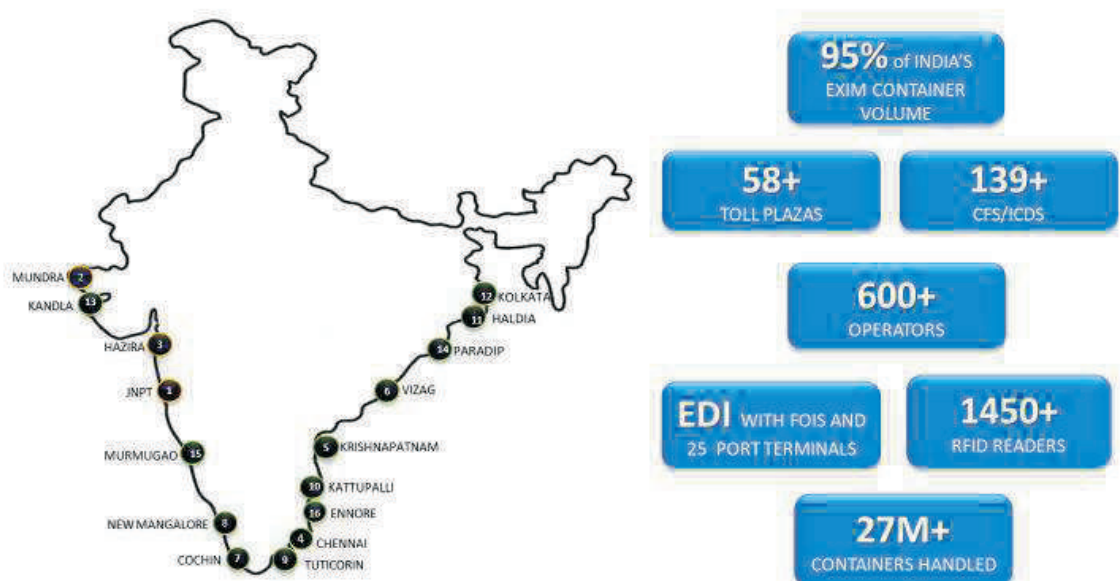 95% of INDIA'S
EXIM CONTAINER
VOLUME
58+
TOLL PLAZAS
139+
CFS/ICDS
600+
OPERATORS
EDI WITH FOIS AND
25 PORT TERMINALS
1450+
RFID READERS
27M+
CONTAINERS HANDLED
MUNDRA 2
KANDLA 13
HAZIRA 3
JNPT 1
MURMUGAO 15
NEW MANGALORE 8
COCHIN 7
12 KOLKATA
11 HALDIA
14 PARADIP
6 VIZAG
5 KRISHNAPATNAM
10 KATTUPALLI
16 ENNORE
4 CHENNAI
9 TUTICORIN